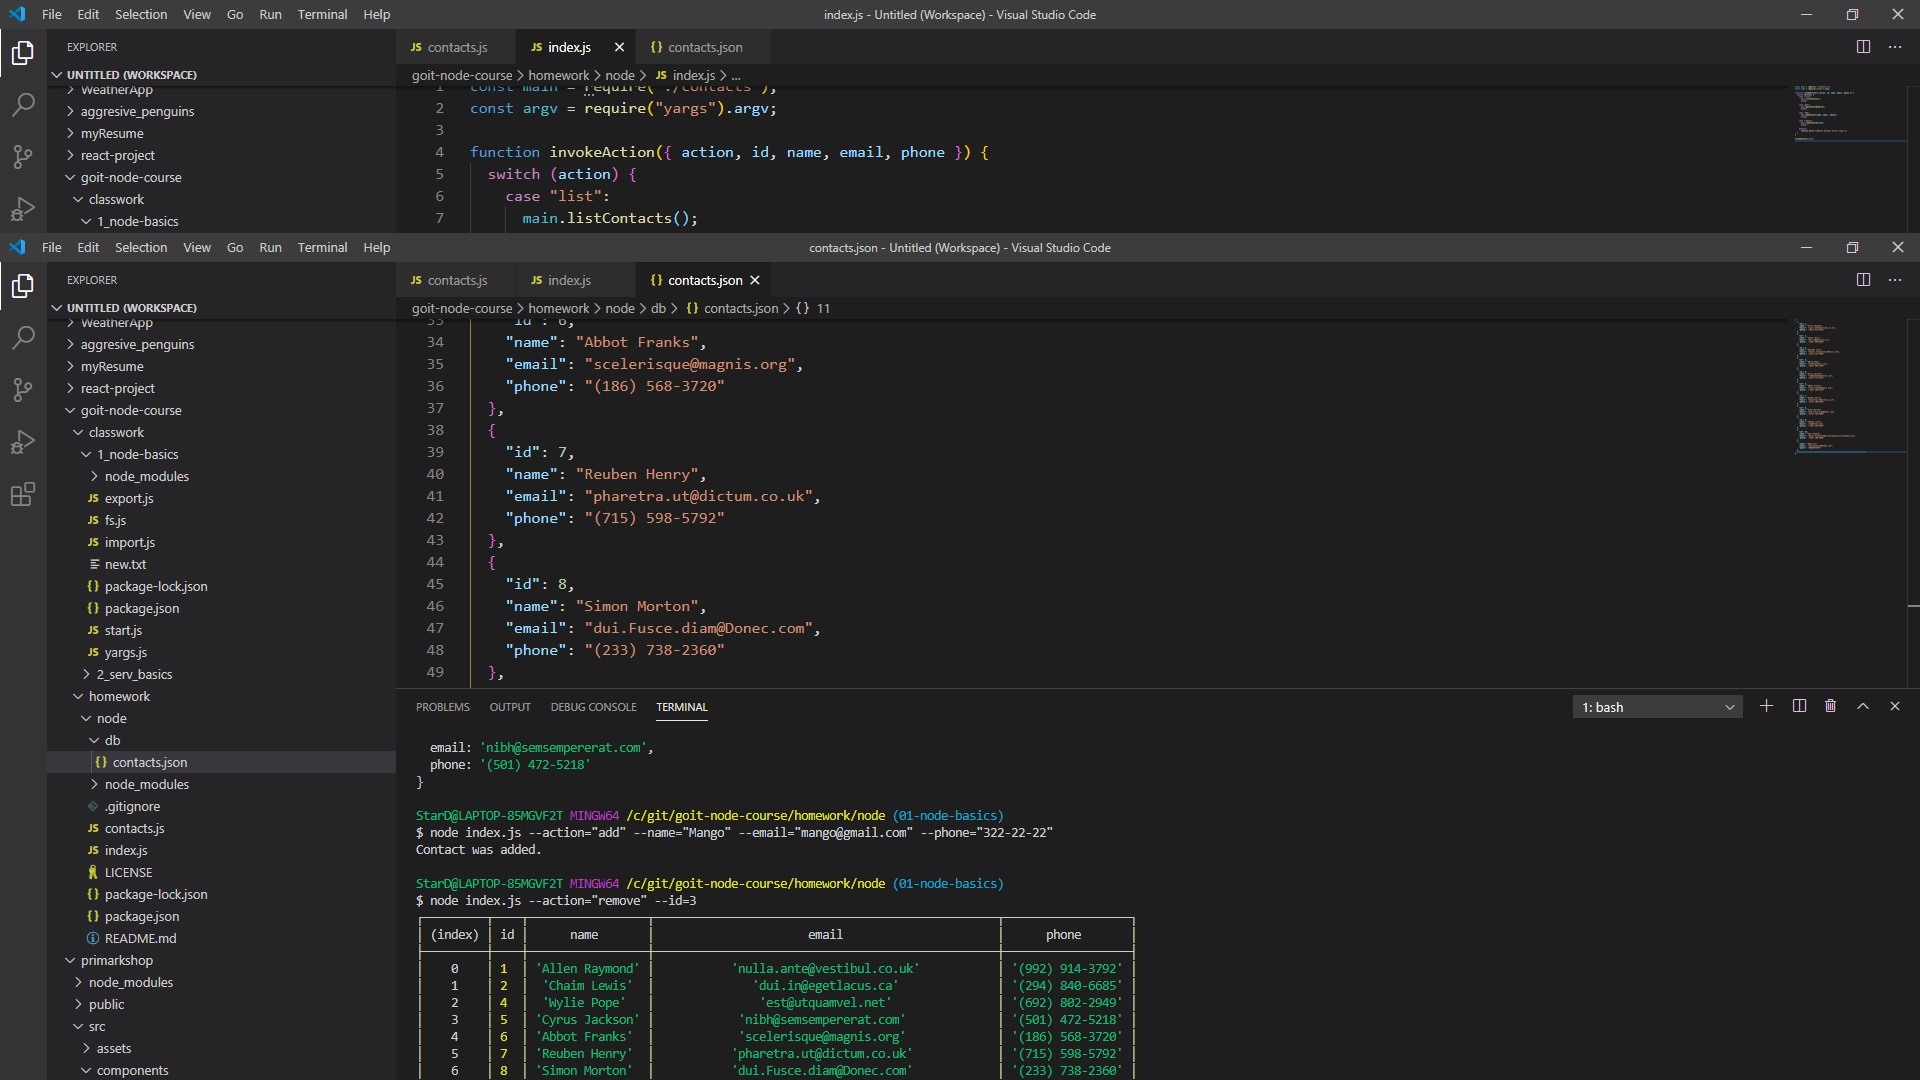 File Edit Selection View Go Run Terminal Help
index.js - Untitled (Workspace) - Visual Studio Code
EXPLORER
UNTITLED (WORKSPACE)
WeatherApp
aggresive_penguins
myResume
react-project
goit-node-course
classwork
1_node-basics
JS contacts.js
JS index.js
{} contacts.json
goit-node-course > homework > node > JS index.js > ...
1 const main = require("./contacts");
2 const argv = require("yargs").argv;
3
4 function invokeAction({ action, id, name, email, phone }) {
5 switch (action) {
6 case "list":
7 main.listContacts();
File Edit Selection View Go Run Terminal Help
contacts.json - Untitled (Workspace) - Visual Studio Code
EXPLORER
UNTITLED (WORKSPACE)
WeatherApp
aggresive_penguins
myResume
react-project
goit-node-course
classwork
1_node-basics
node_modules
JS export.js
JS fs.js
JS import.js
new.txt
{} package-lock.json
{} package.json
JS start.js
JS yargs.js
2_serv_basics
homework
node
db
{} contacts.json
node_modules
.gitignore
JS contacts.js
JS index.js
LICENSE
{} package-lock.json
{} package.json
README.md
primarkshop
node_modules
public
src
assets
components
JS contacts.js
JS index.js
{} contacts.json
goit-node-course > homework > node > db > {} contacts.json > {} 11
33 "id": 6,
34 "name": "Abbot Franks",
35 "email": "scelerisque@magnis.org",
36 "phone": "(186) 568-3720"
37 },
38 {
39 "id": 7,
40 "name": "Reuben Henry",
41 "email": "pharetra.ut@dictum.co.uk",
42 "phone": "(715) 598-5792"
43 },
44 {
45 "id": 8,
46 "name": "Simon Morton",
47 "email": "dui.Fusce.diam@Donec.com",
48 "phone": "(233) 738-2360"
49 },
PROBLEMS OUTPUT DEBUG CONSOLE TERMINAL
1: bash
email: 'nibh@semsempererat.com',
phone: '(501) 472-5218'
}
StarD@LAPTOP-85MGVF2T MINGW64 /c/git/goit-node-course/homework/node (01-node-basics)
$ node index.js --action="add" --name="Mango" --email="mango@gmail.com" --phone="322-22-22"
Contact was added.
StarD@LAPTOP-85MGVF2T MINGW64 /c/git/goit-node-course/homework/node (01-node-basics)
$ node index.js --action="remove" --id=3
(index) id name email phone
0 1 'Allen Raymond' 'nulla.ante@vestibul.co.uk' '(992) 914-3792'
1 2 'Chaim Lewis' 'dui.in@egetlacus.ca' '(294) 840-6685'
2 4 'Wylie Pope' 'est@utquamvel.net' '(692) 802-2949'
3 5 'Cyrus Jackson' 'nibh@semsempererat.com' '(501) 472-5218'
4 6 'Abbot Franks' 'scelerisque@magnis.org' '(186) 568-3720'
5 7 'Reuben Henry' 'pharetra.ut@dictum.co.uk' '(715) 598-5792'
6 8 'Simon Morton' 'dui.Fusce.diam@Donec.com' '(233) 738-2360'